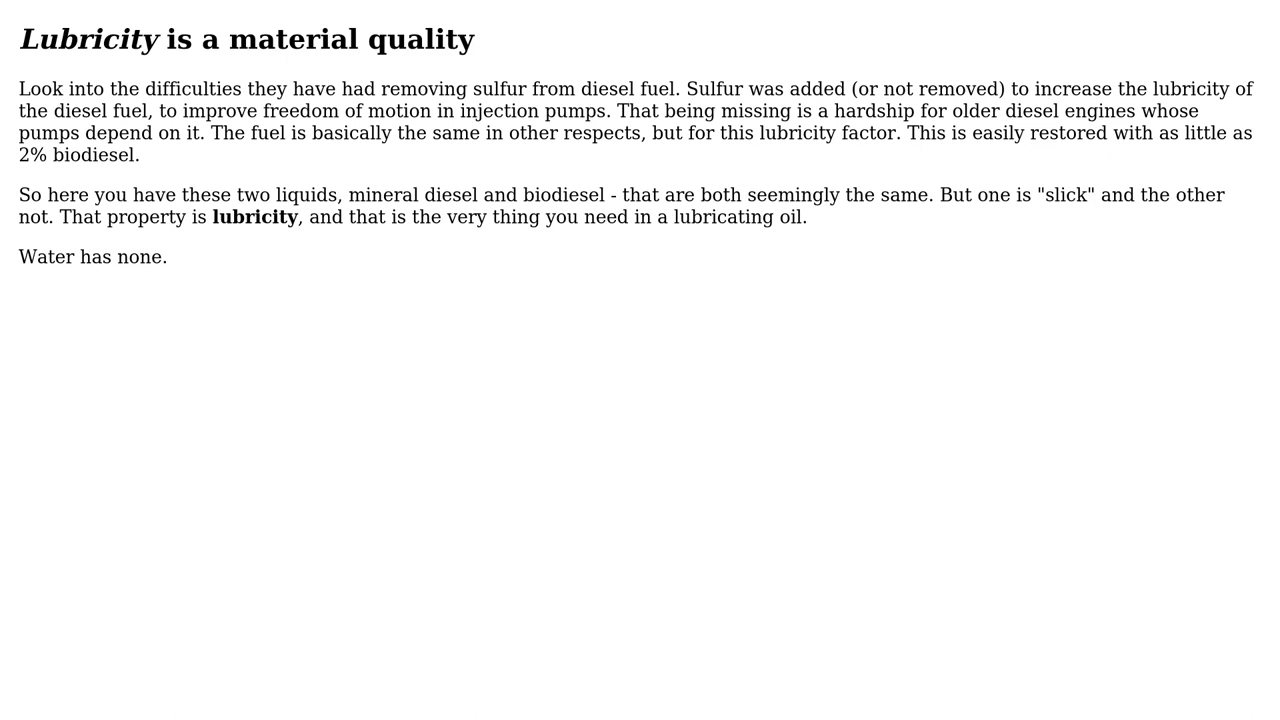 Lubricity is a material quality
Look into the difficulties they have had removing sulfur from diesel fuel. Sulfur was added (or not removed) to increase the lubricity of
the diesel fuel, to improve freedom of motion in injection pumps. That being missing is a hardship for older diesel engines whose
pumps depend on it. The fuel is basically the same in other respects, but for this lubricity factor. This is easily restored with as little as
2% biodiesel.
So here you have these two liquids, mineral diesel and biodiesel - that are both seemingly the same. But one is "slick" and the other
not. That property is lubricity, and that is the very thing you need in a lubricating oil.
Water has none.